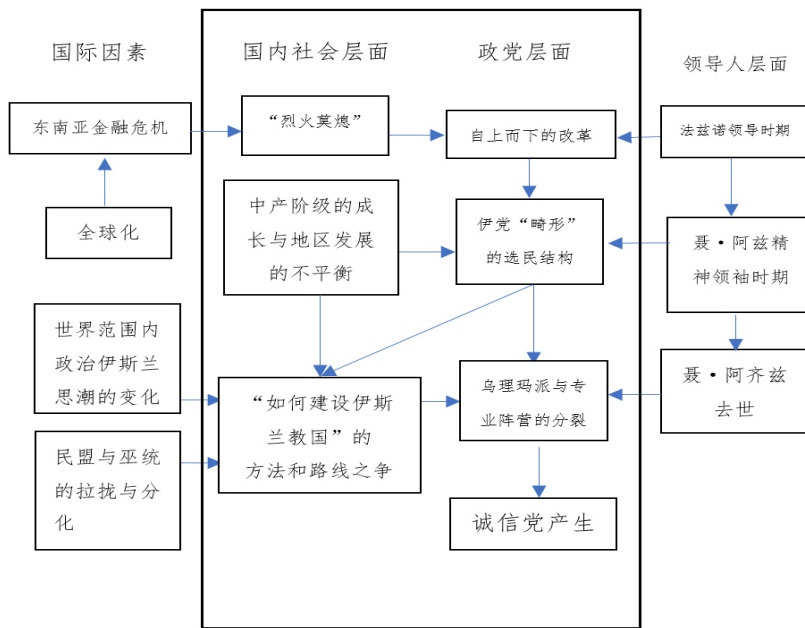 国际因素
国内社会层面
政党层面
领导人层面
东南亚金融危机
“烈火莫熄”
自上而下的改革
法兹诺领导时期
全球化
中产阶级的成
长与地区发展
的不平衡
伊党“畸形”
的选民结构
聂·阿兹精
神领袖时期
世界范围内
政治伊斯兰
思潮的变化
“如何建设伊斯
兰教国”的
方法和路线之争
乌理玛派与专
业阵营的分裂
聂·阿齐兹
去世
民盟与巫统
的拉拢与分
化
诚信党产生